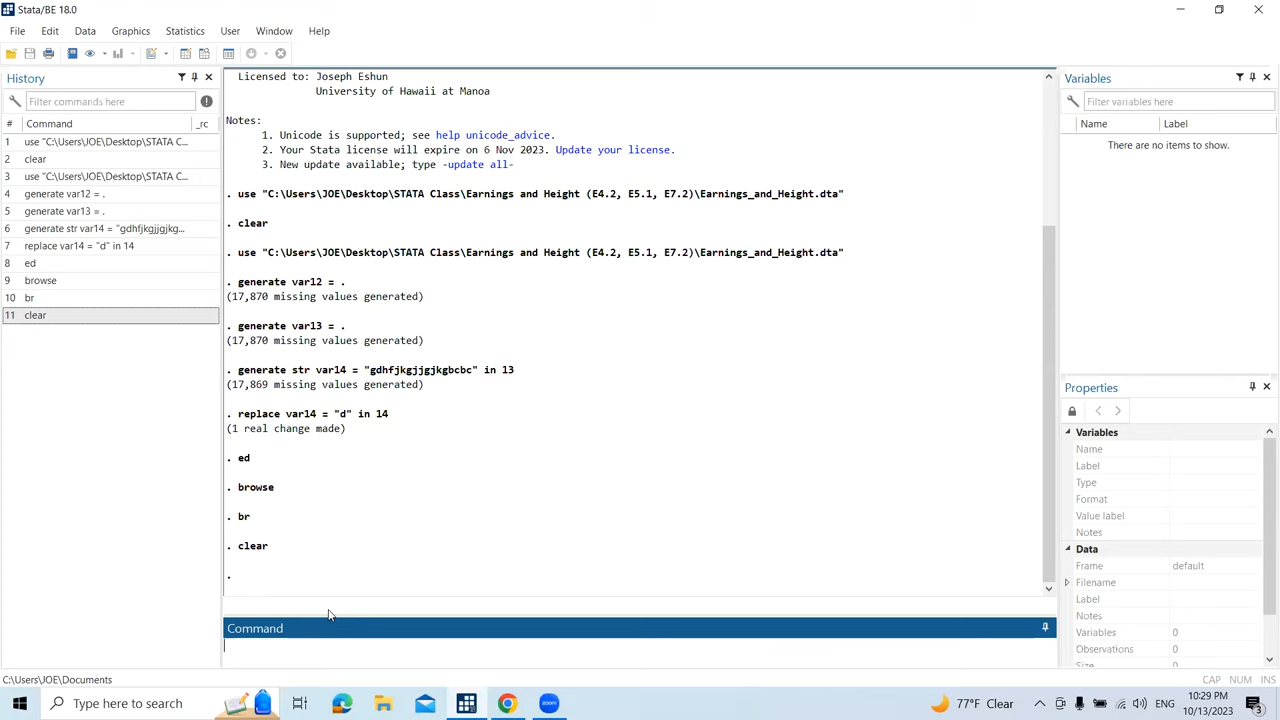 Stata/BE 18.0
File Edit Data Graphics Statistics User Window Help
History
Filter commands here
# Command _rc
1 use "C:\Users\JOE\Desktop\STATA C...
2 clear
3 use "C:\Users\JOE\Desktop\STATA C...
4 generate var12 = .
5 generate var13 = .
6 generate str var14 = "gdhfjkgjjgjkg...
7 replace var14 = "d" in 14
8 ed
9 browse
10 br
11 clear
Licensed to: Joseph Eshun
University of Hawaii at Manoa
Notes:
1. Unicode is supported; see help unicode_advice.
2. Your Stata license will expire on 6 Nov 2023. Update your license.
3. New update available; type -update all-
. use "C:\Users\JOE\Desktop\STATA Class\Earnings and Height (E4.2, E5.1, E7.2)\Earnings_and_Height.dta"
. clear
. use "C:\Users\JOE\Desktop\STATA Class\Earnings and Height (E4.2, E5.1, E7.2)\Earnings_and_Height.dta"
. generate var12 = .
(17,870 missing values generated)
. generate var13 = .
(17,870 missing values generated)
. generate str var14 = "gdhfjkgjjgjkgbcbc" in 13
(17,869 missing values generated)
. replace var14 = "d" in 14
(1 real change made)
. ed
. browse
. br
. clear
.
Command
Variables
Filter variables here
Name Label
There are no items to show.
Properties
Variables
Name
Label
Type
Format
Value label
Notes
Data
Frame default
Filename
Label
Notes
Variables 0
Observations 0
C:\Users\JOE\Documents
CAP NUM INS
Type here to search
zoom
77°F Clear
ENG
10:29 PM
10/13/2023
3